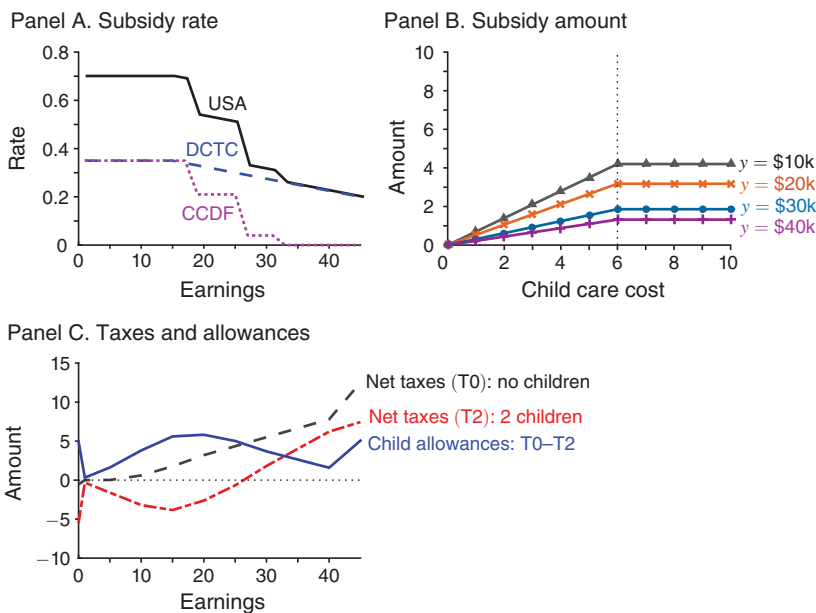 Panel A. Subsidy rate
0.8
0.6
0.4
0.2
0
Rate
USA
DCTC
CCDF
0 10 20 30 40
Earnings
Panel B. Subsidy amount
10
8
6
4
2
0
Amount
y = $10k
y = $20k
y = $30k
y = $40k
0 2 4 6 8 10
Child care cost
Panel C. Taxes and allowances
15
10
5
0
−5
−10
Amount
Net taxes (T0): no children
Net taxes (T2): 2 children
Child allowances: T0–T2
0 10 20 30 40
Earnings